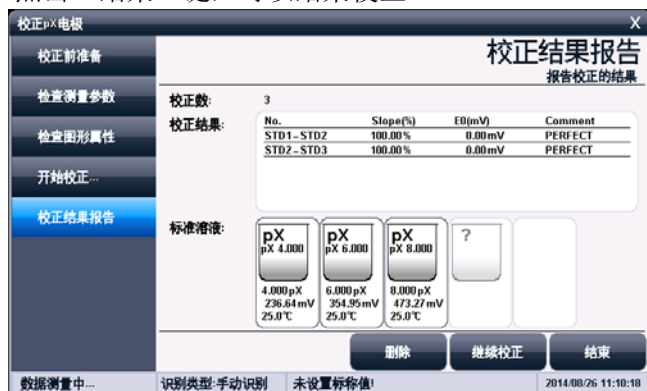 校正pX电极 X
校正前准备
检查测量参数
检查图形属性
开始校正...
校正结果报告
校正结果报告
报告校正的结果
校正数: 3
校正结果:
No. Slope(%) E0(mV) Comment
STD1-STD2 100.00% 0.00mV PERFECT
STD2-STD3 100.00% 0.00mV PERFECT
标准溶液:
pX pX pX ?
pX 4.000 pX 6.000 pX 8.000
4.000pX 6.000pX 8.000pX
236.64mV 354.95mV 473.27mV
25.0℃ 25.0℃ 25.0℃
删除 继续校正 结束
数据测量中... 识别类型:手动识别 未设置标称值! 2014/08/26 11:10:18